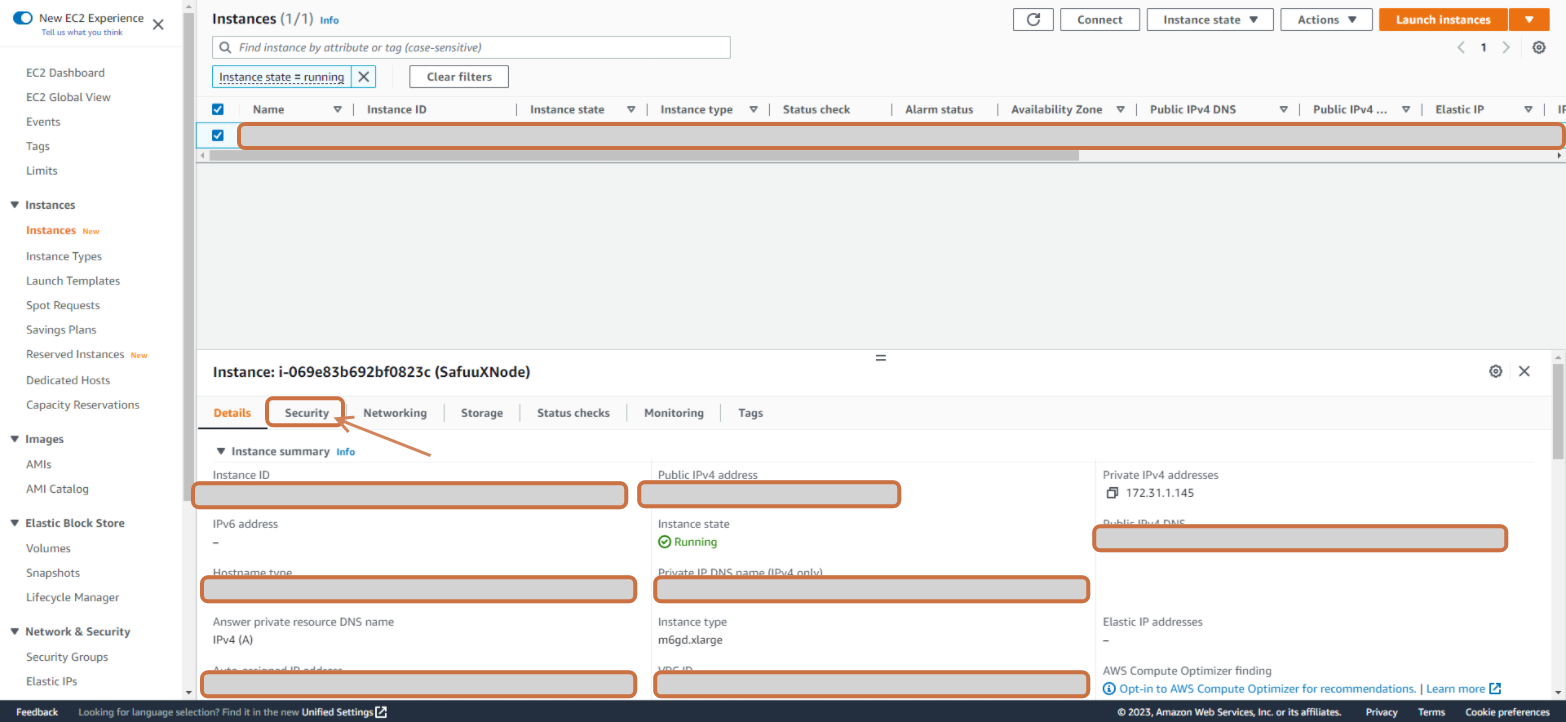 New EC2 Experience
Tell us what you think
EC2 Dashboard
EC2 Global View
Events
Tags
Limits
Instances
Instances New
Instance Types
Launch Templates
Spot Requests
Savings Plans
Reserved Instances New
Dedicated Hosts
Capacity Reservations
Images
AMIs
AMI Catalog
Elastic Block Store
Volumes
Snapshots
Lifecycle Manager
Network & Security
Security Groups
Elastic IPs
Instances (1/1) Info
Connect Instance state Actions Launch instances
Find instance by attribute or tag (case-sensitive)
1
Instance state = running
Clear filters
Name Instance ID Instance state Instance type Status check Alarm status Availability Zone Public IPv4 DNS Public IPv4 ... Elastic IP
Instance: i-069e83b692bf0823c (SafuuXNode)
Details Security Networking Storage Status checks Monitoring Tags
Instance summary Info
Instance ID Public IPv4 address Private IPv4 addresses
172.31.1.145
IPv6 address Instance state Public IPv4 DNS
– Running
Hostname type Private IP DNS name (IPv4 only)
Answer private resource DNS name Instance type Elastic IP addresses
IPv4 (A) m6gd.xlarge –
Auto-assigned IP address VPC ID AWS Compute Optimizer finding
Opt-in to AWS Compute Optimizer for recommendations. | Learn more
Feedback Looking for language selection? Find it in the new Unified Settings © 2023, Amazon Web Services, Inc. or its affiliates. Privacy Terms Cookie preferences